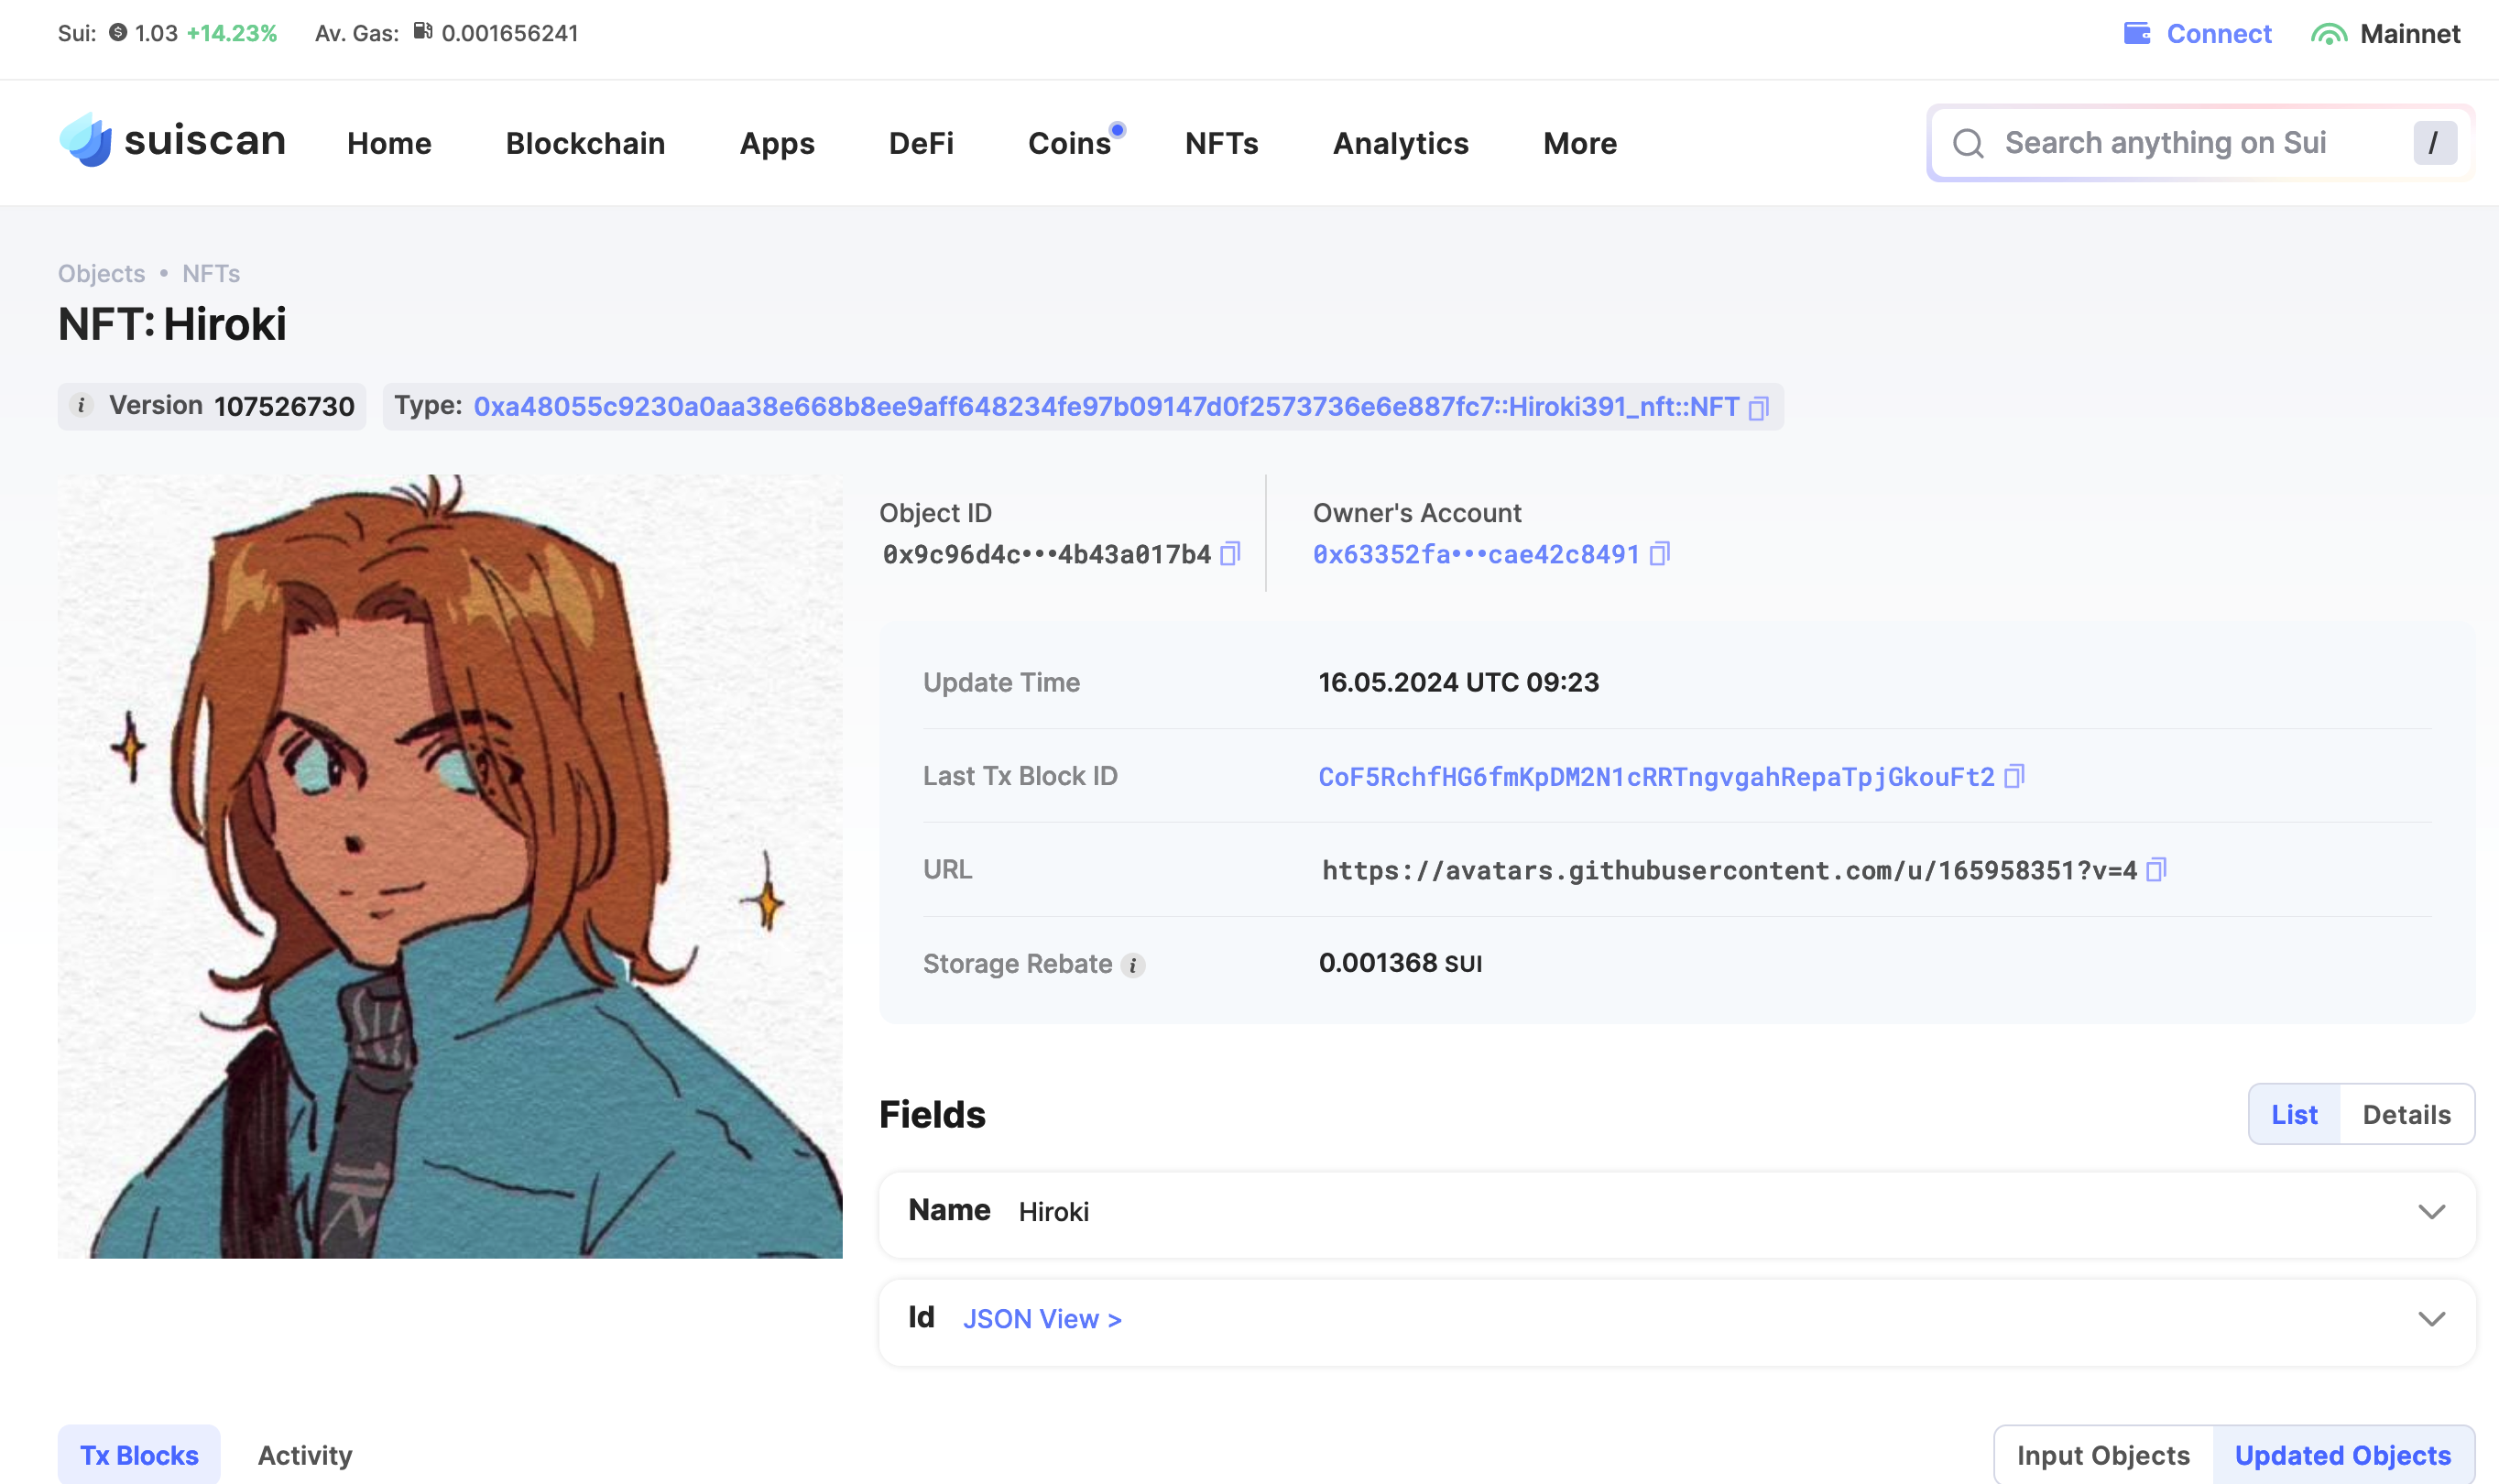 Sui: 1.03 +14.23% Av. Gas: 0.001656241 Connect Mainnet
suiscan Home Blockchain Apps DeFi Coins NFTs Analytics More Search anything on Sui /
Objects • NFTs
NFT: Hiroki
i Version 107526730 Type: 0xa48055c9230a0aa38e668b8ee9aff648234fe97b09147d0f2573736e6e887fc7::Hiroki391_nft::NFT
Object ID Owner's Account
0x9c96d4c•••4b43a017b4 0x63352fa•••cae42c8491
Update Time 16.05.2024 UTC 09:23
Last Tx Block ID CoF5RchfHG6fmKpDM2N1cRRTngvgahRepaTpjGkouFt2
URL https://avatars.githubusercontent.com/u/165958351?v=4
Storage Rebate i 0.001368 SUI
Fields List Details
Name Hiroki
Id JSON View >
Tx Blocks Activity Input Objects Updated Objects